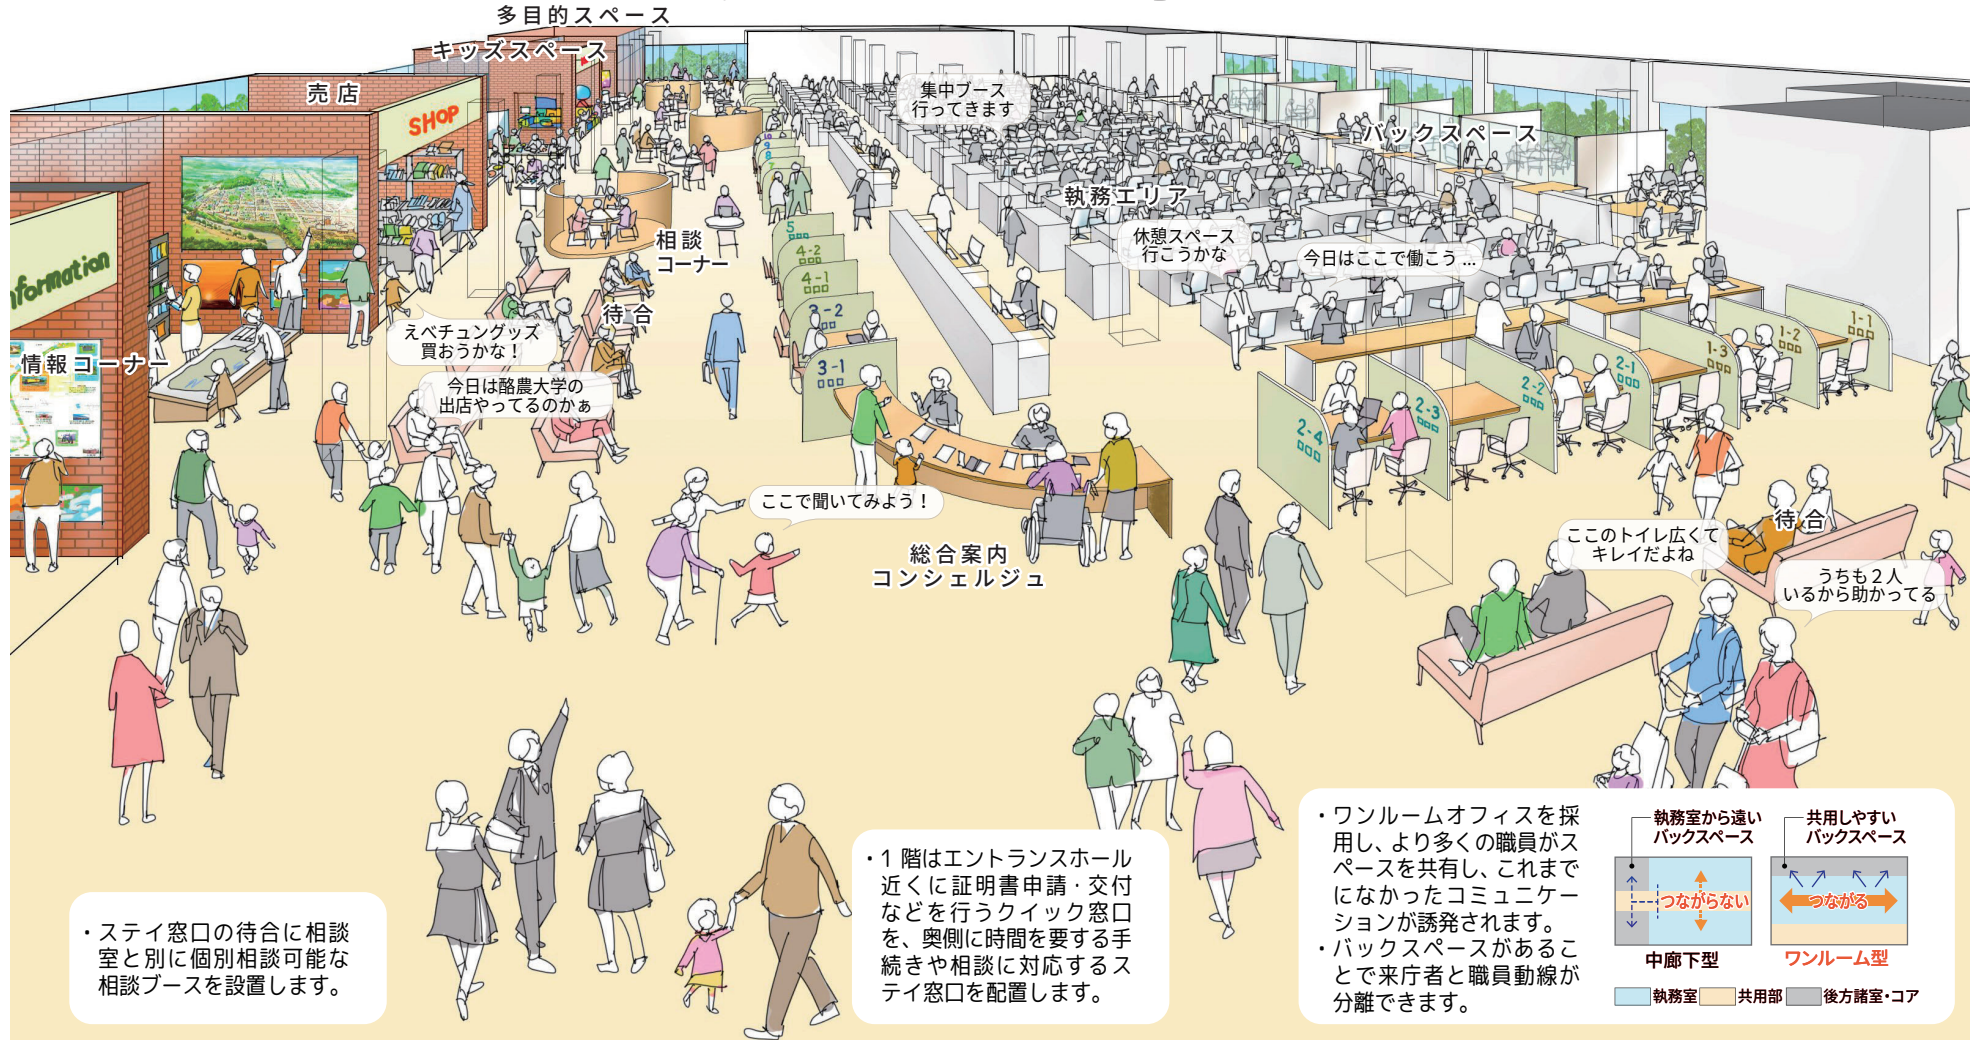 多目的スペース
キッズスペース
売店
SHOP
集中ブース
行ってきます
バックスペース
執務エリア
休憩スペース
行こうかな
今日はここで働こう...
相談
コーナー
待合
nformation
情報コーナー
えべチュングッズ
買おうかな！
今日は酪農大学の
出店やってるのかぁ
9
8
7
5
4-2
4-1
3-2
3-1
1-1
1-2
1-3
2-1
2-2
2-3
2-4
ここで聞いてみよう！
総合案内
コンシェルジュ
待合
ここのトイレ広くて
キレイだよね
うちも２人
いるから助かってる
・ステイ窓口の待合に相談
室と別に個別相談可能な
相談ブースを設置します。
・1 階はエントランスホール
近くに証明書申請・交付
などを行うクイック窓口
を、奥側に時間を要する手
続きや相談に対応するス
テイ窓口を配置します。
・ワンルームオフィスを採
用し、より多くの職員がス
ペースを共有し、これまで
になかったコミュニケー
ションが誘発されます。
・バックスペースがあるこ
とで来庁者と職員動線が
分離できます。
執務室から遠い
バックスペース
つながらない
中廊下型
共用しやすい
バックスペース
つながる
ワンルーム型
執務室 共用部 後方諸室・コア